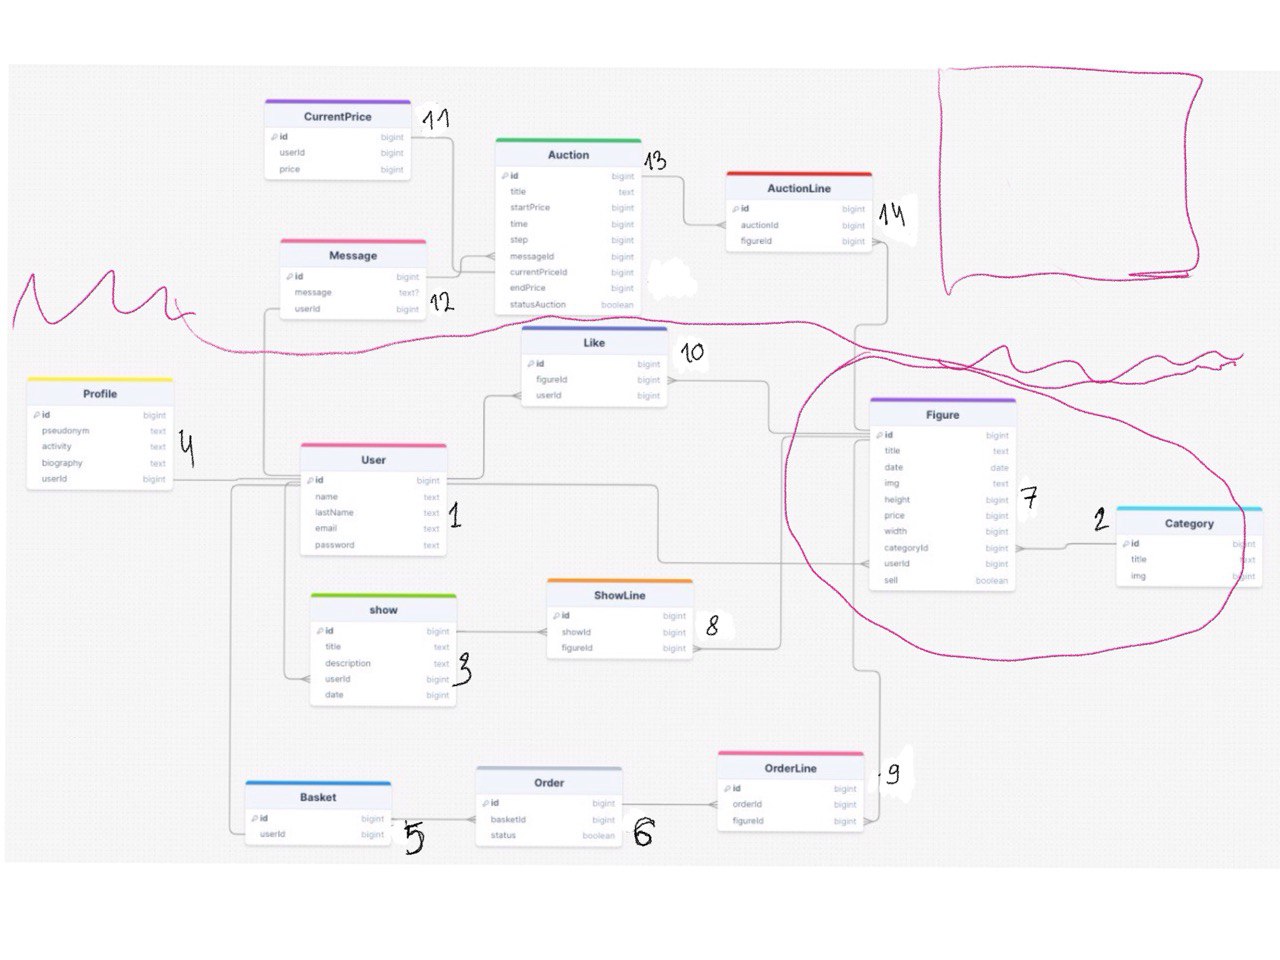 CurrentPrice
id bigint
userId bigint
price bigint
11
Auction
id bigint
title text
startPrice bigint
time bigint
step bigint
messageId bigint
currentPriceId bigint
endPrice bigint
statusAuction boolean
13
AuctionLine
id bigint
auctionId bigint
figureId bigint
14
Message
id bigint
message text?
userId bigint
12
Like
id bigint
figureId bigint
userId bigint
10
Profile
id bigint
pseudonym text
activity text
biography text
userId bigint
4
User
id bigint
name text
lastName text
email text
password text
1
Figure
id bigint
title text
date date
img text
height bigint
price bigint
width bigint
categoryId bigint
userId bigint
sell boolean
7
2
Category
id bigint
title text
img bigint
show
id bigint
title text
description text
userId bigint
date bigint
3
ShowLine
id bigint
showId bigint
figureId bigint
8
Basket
id bigint
userId bigint
5
Order
id bigint
basketId bigint
status boolean
6
OrderLine
id bigint
orderId bigint
figureId bigint
9